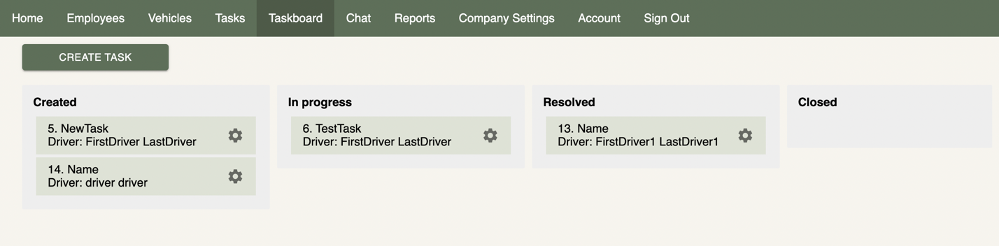 Home Employees Vehicles Tasks Taskboard Chat Reports Company Settings Account Sign Out
CREATE TASK
Created
5. NewTask
Driver: FirstDriver LastDriver
14. Name
Driver: driver driver
In progress
6. TestTask
Driver: FirstDriver LastDriver
Resolved
13. Name
Driver: FirstDriver1 LastDriver1
Closed